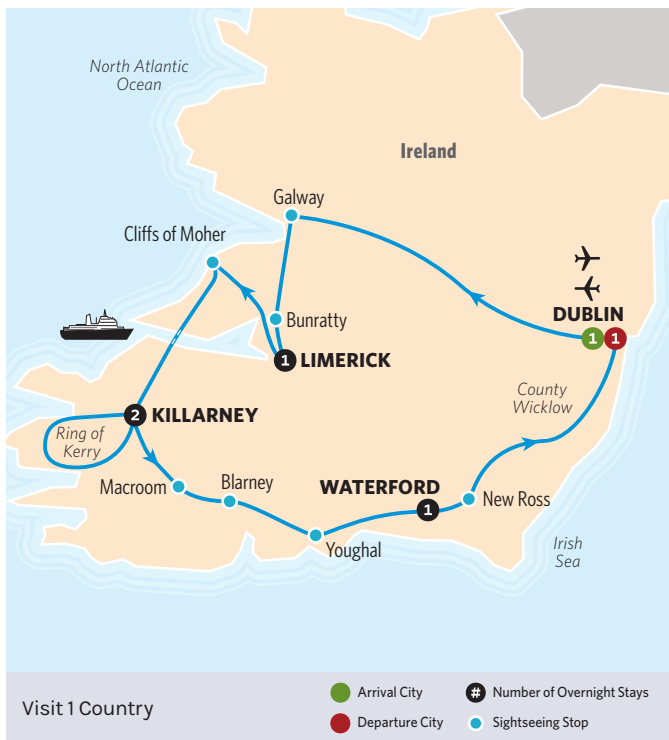 North Atlantic
Ocean
Ireland
Galway
Cliffs of Moher
DUBLIN
1
1
Bunratty
1 LIMERICK
County
Wicklow
2 KILLARNEY
Ring of
Kerry
Macroom
Blarney
WATERFORD
1
New Ross
Youghal
Irish
Sea
Visit 1 Country
Arrival City
# Number of Overnight Stays
Departure City
Sightseeing Stop